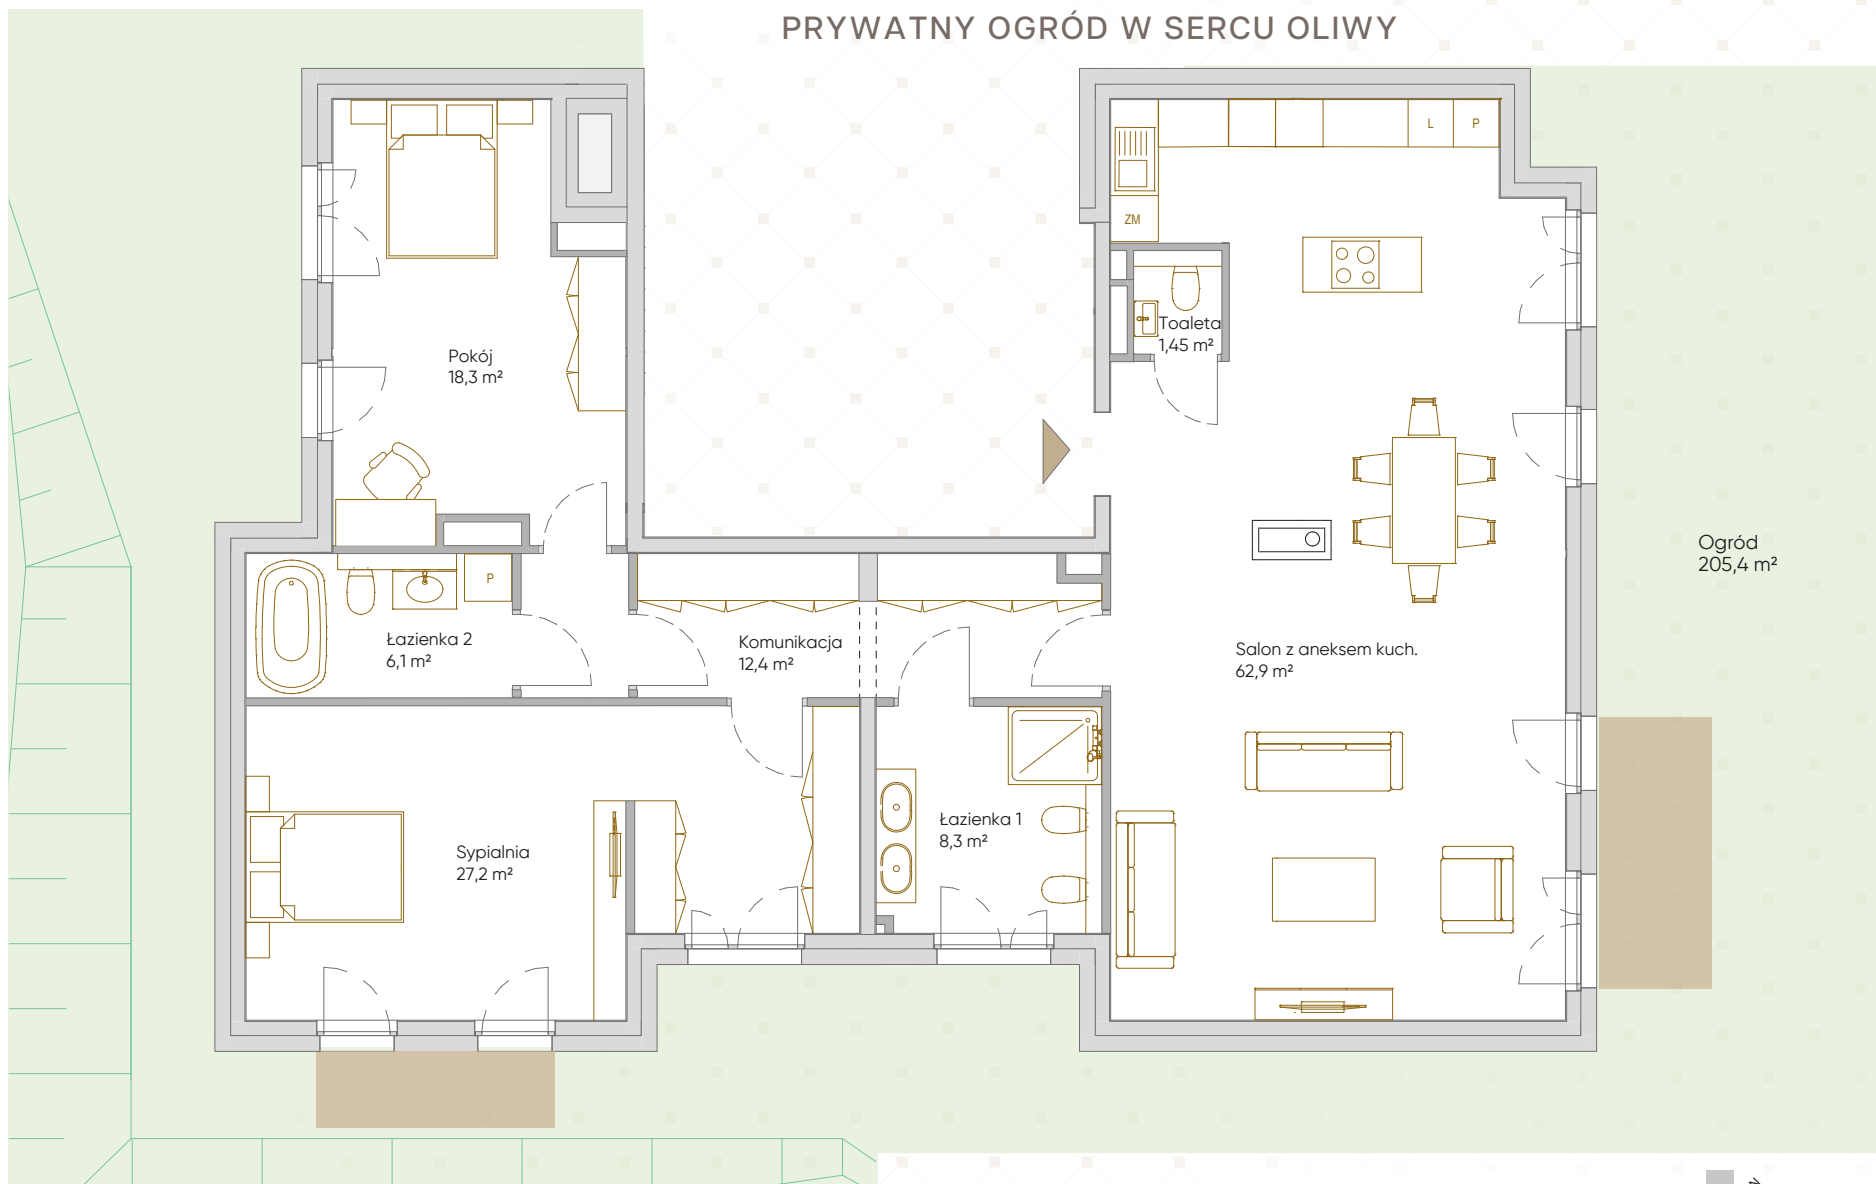 PRYWATNY OGRÓD W SERCU OLIWY
L
P
ZM
Toaleta
1,45 m²
Pokój
18,3 m²
Ogród
205,4 m²
P
Łazienka 2
6,1 m²
Komunikacja
12,4 m²
Salon z aneksem kuch.
62,9 m²
Łazienka 1
8,3 m²
Sypialnia
27,2 m²
N